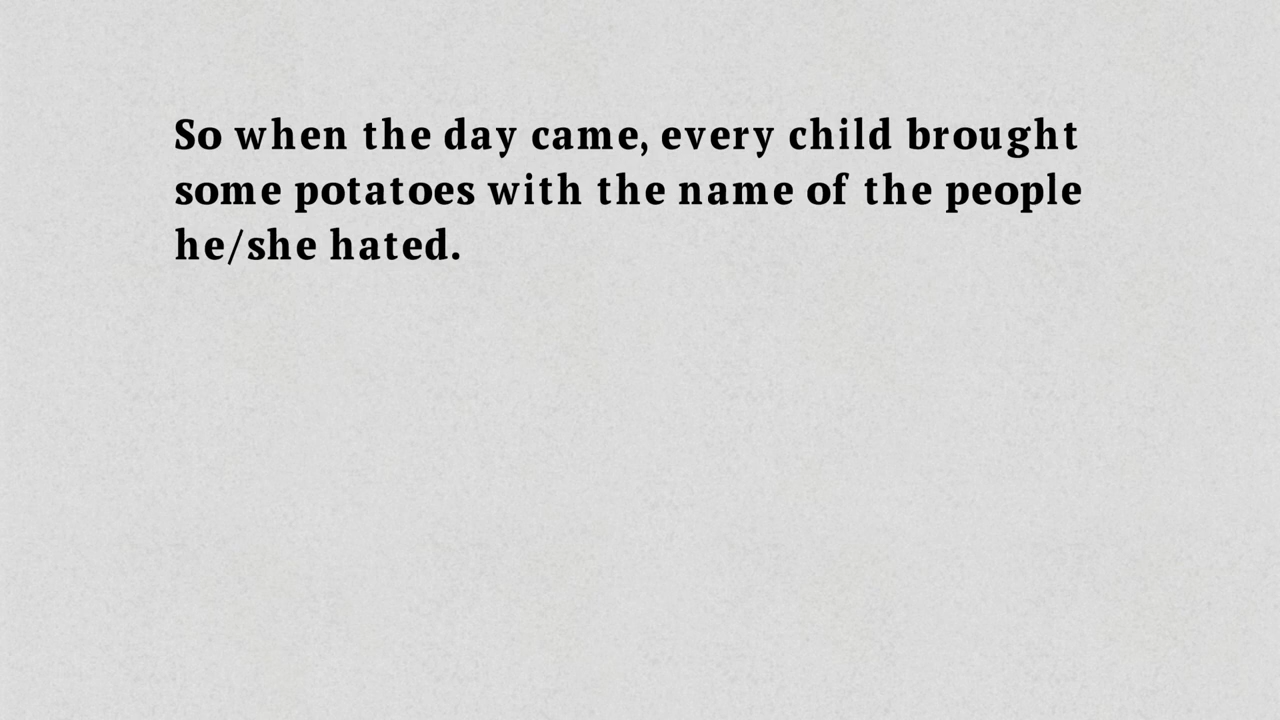 So when the day came, every child brought
some potatoes with the name of the people
he/she hated.